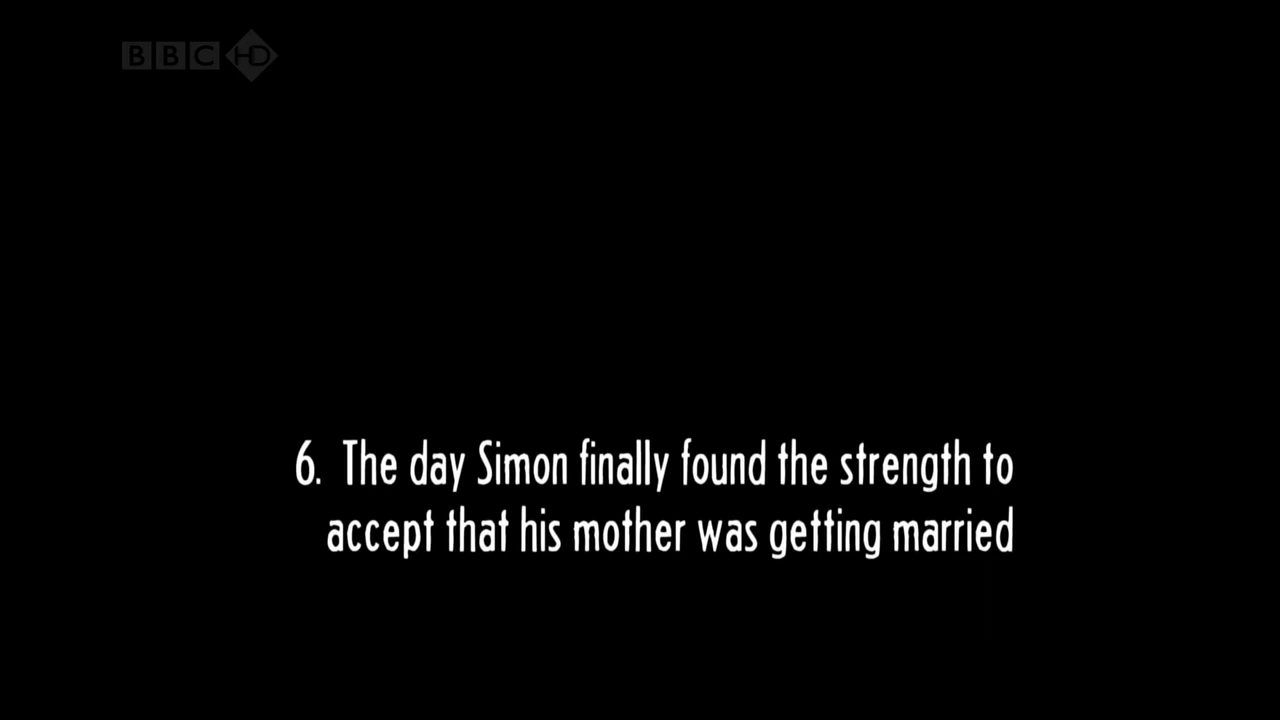 BBC HD
6. The day Simon finally found the strength to
accept that his mother was getting married